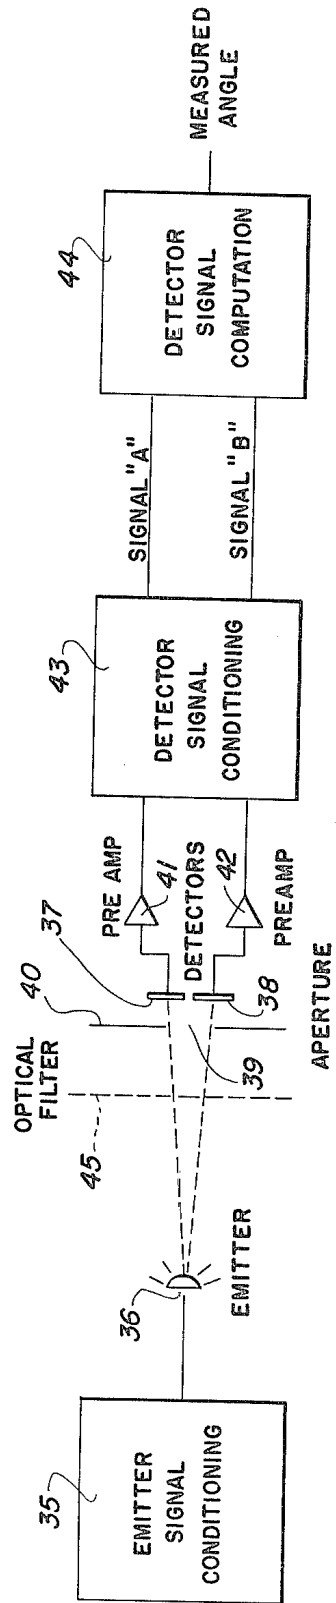 35
EMITTER
SIGNAL
CONDITIONING
36
EMITTER
OPTICAL
FILTER
45
40
39
APERTURE
37
38
DETECTORS
PRE AMP
41
42
PREAMP
43
DETECTOR
SIGNAL
CONDITIONING
SIGNAL "A"
SIGNAL "B"
44
DETECTOR
SIGNAL
COMPUTATION
MEASURED
ANGLE